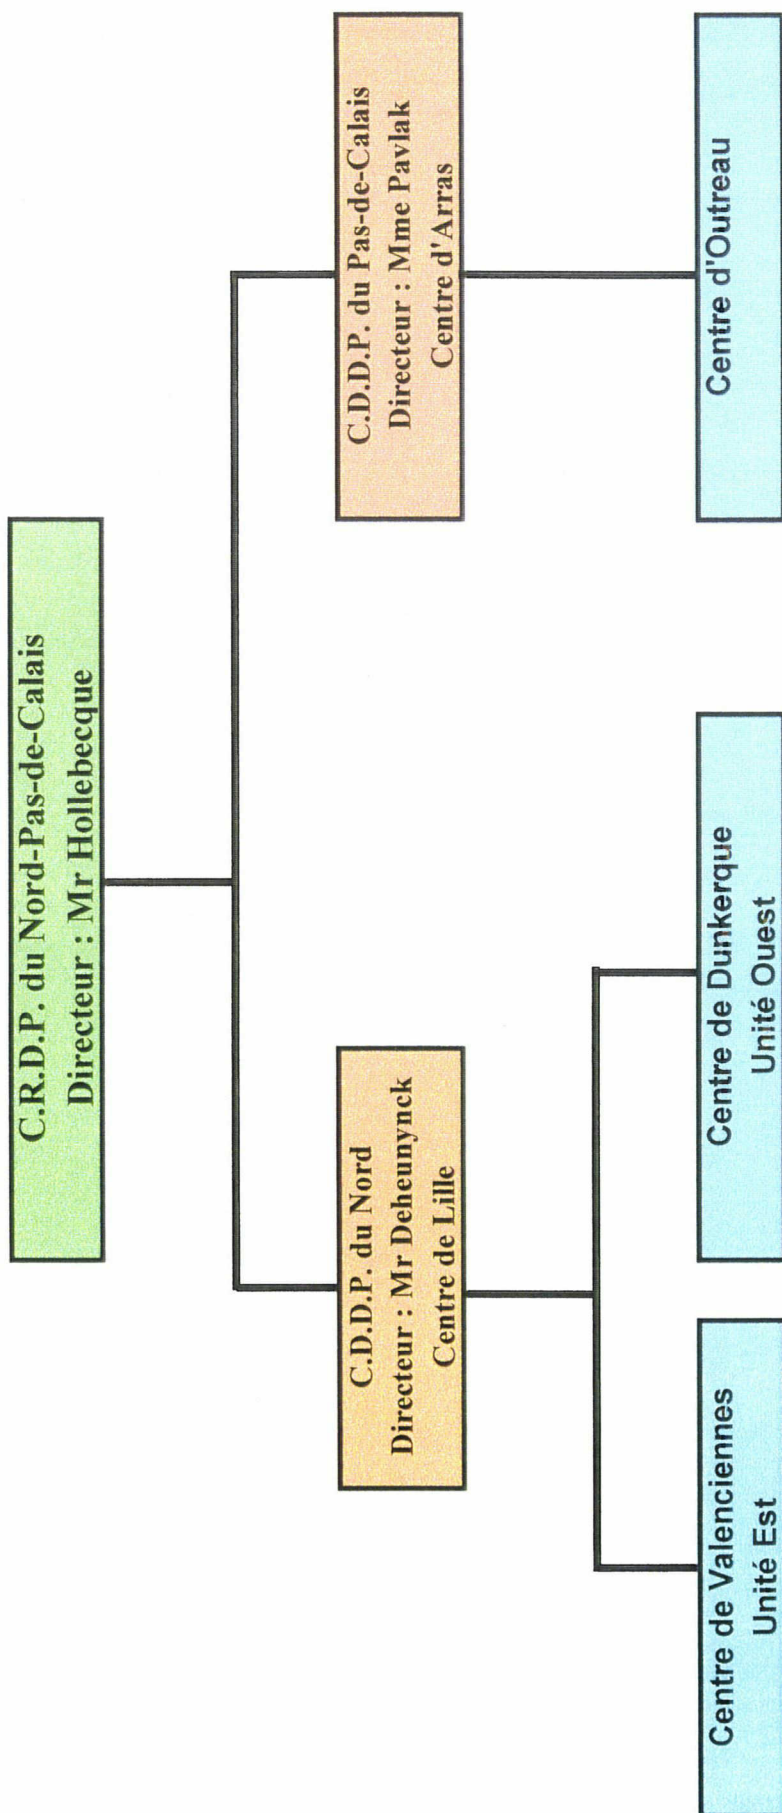 C.R.D.P. du Nord-Pas-de-Calais
Directeur : Mr Hollebecque
C.D.D.P. du Nord
Directeur : Mr Deheunynck
Centre de Lille
C.D.D.P. du Pas-de-Calais
Directeur : Mme Pavlak
Centre d'Arras
Centre de Valenciennes
Unité Est
Centre de Dunkerque
Unité Ouest
Centre d'Outreau